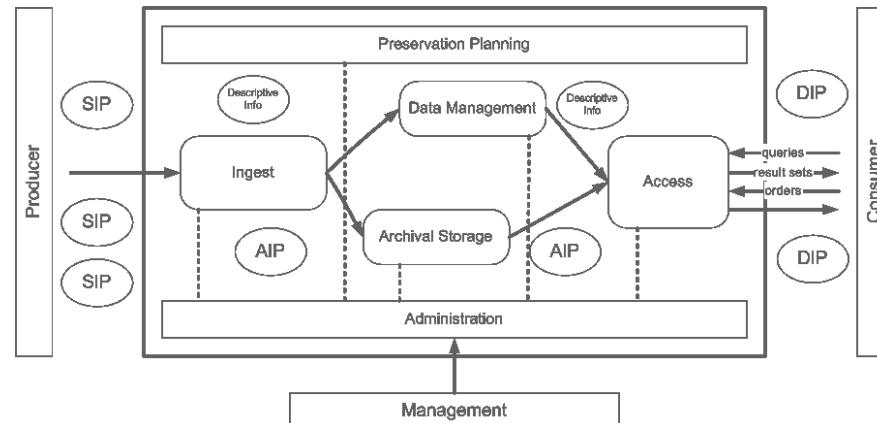 Preservation Planning
Producer
SIP
Descriptive
Info
Data Management
Descriptive
Info
DIP
Consumer
Ingest
Access
queries
result sets
orders
SIP
AIP
Archival Storage
AIP
DIP
SIP
Administration
Management